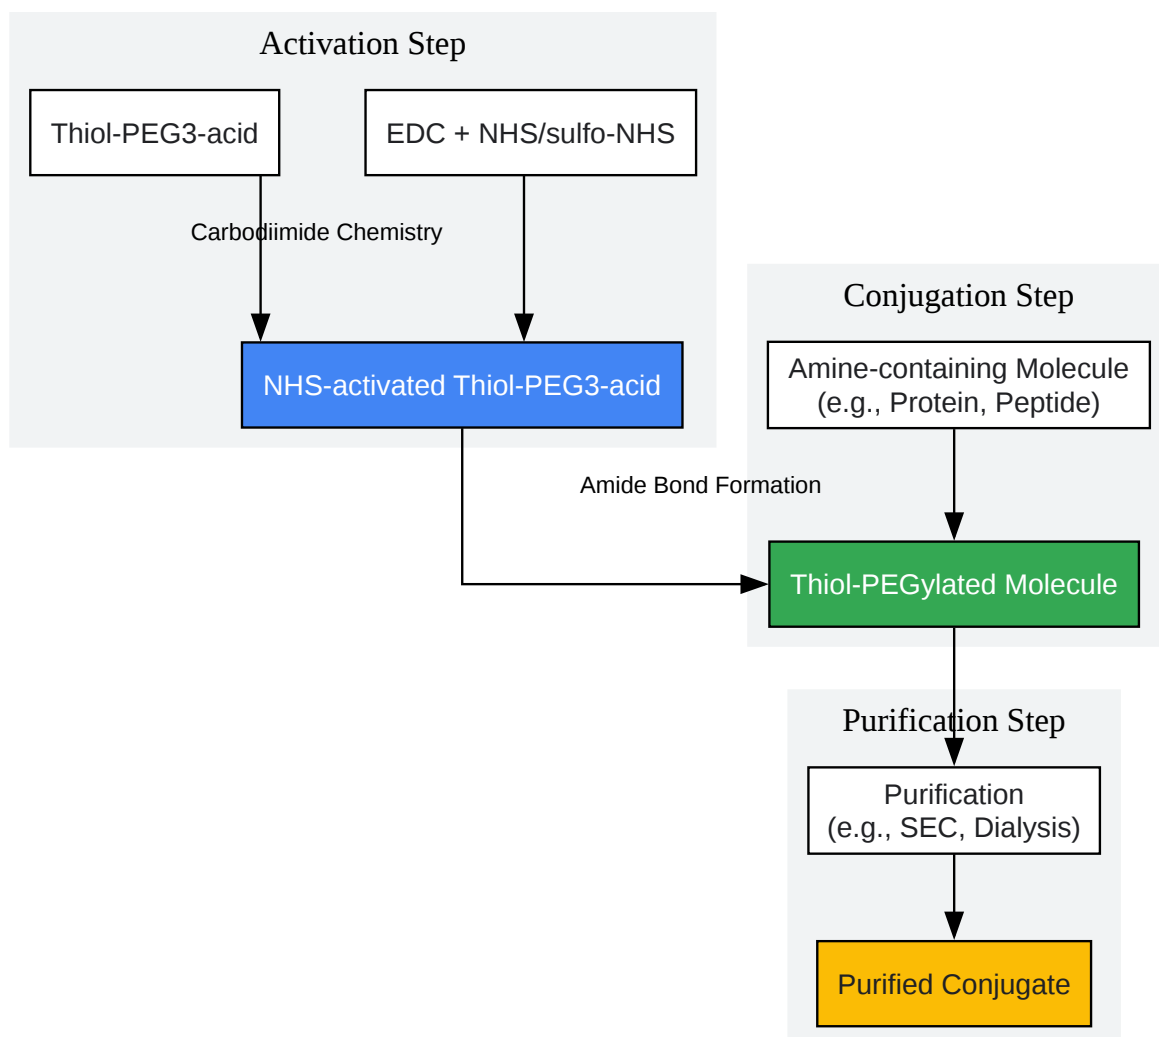 Activation Step
Thiol-PEG3-acid
EDC + NHS/sulfo-NHS
Carbodiimide Chemistry
NHS-activated Thiol-PEG3-acid
Conjugation Step
Amine-containing Molecule
(e.g., Protein, Peptide)
Amide Bond Formation
Thiol-PEGylated Molecule
Purification Step
Purification
(e.g., SEC, Dialysis)
Purified Conjugate